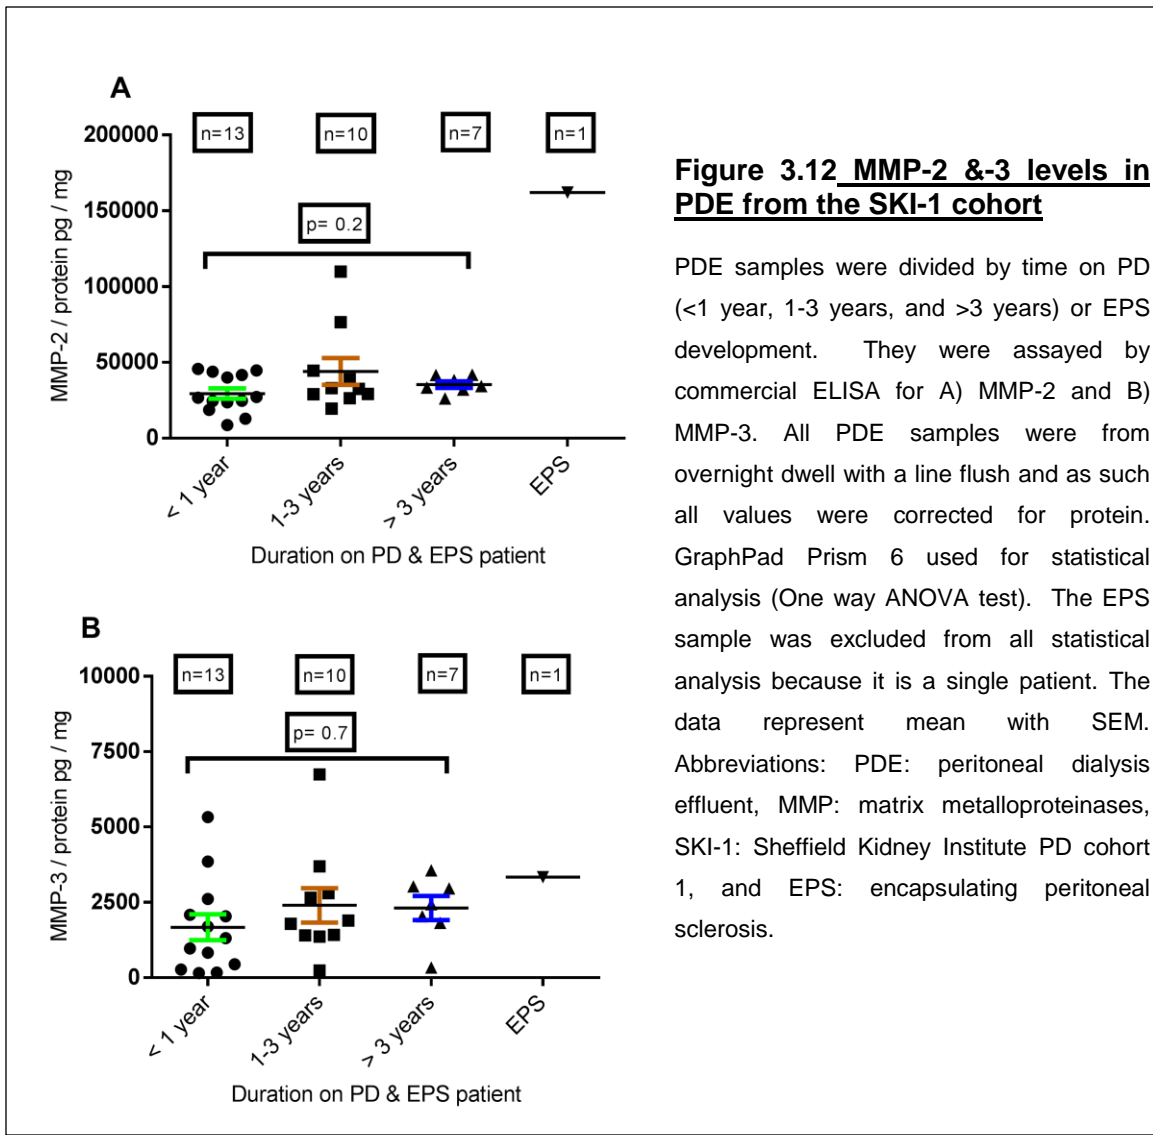 A
n=13
n=10
n=7
n=1
200000
150000
100000
50000
0
p= 0.2
MMP-2 / protein pg / mg
< 1 year
1-3 years
> 3 years
EPS
Duration on PD & EPS patient
B
n=13
n=10
n=7
n=1
10000
7500
5000
2500
0
p= 0.7
MMP-3 / protein pg / mg
< 1 year
1-3 years
> 3 years
EPS
Duration on PD & EPS patient
Figure 3.12 MMP-2 &-3 levels in
PDE from the SKI-1 cohort
PDE samples were divided by time on PD
(<1 year, 1-3 years, and >3 years) or EPS
development. They were assayed by
commercial ELISA for A) MMP-2 and B)
MMP-3. All PDE samples were from
overnight dwell with a line flush and as such
all values were corrected for protein.
GraphPad Prism 6 used for statistical
analysis (One way ANOVA test). The EPS
sample was excluded from all statistical
analysis because it is a single patient. The
data represent mean with SEM.
Abbreviations: PDE: peritoneal dialysis
effluent, MMP: matrix metalloproteinases,
SKI-1: Sheffield Kidney Institute PD cohort
1, and EPS: encapsulating peritoneal
sclerosis.